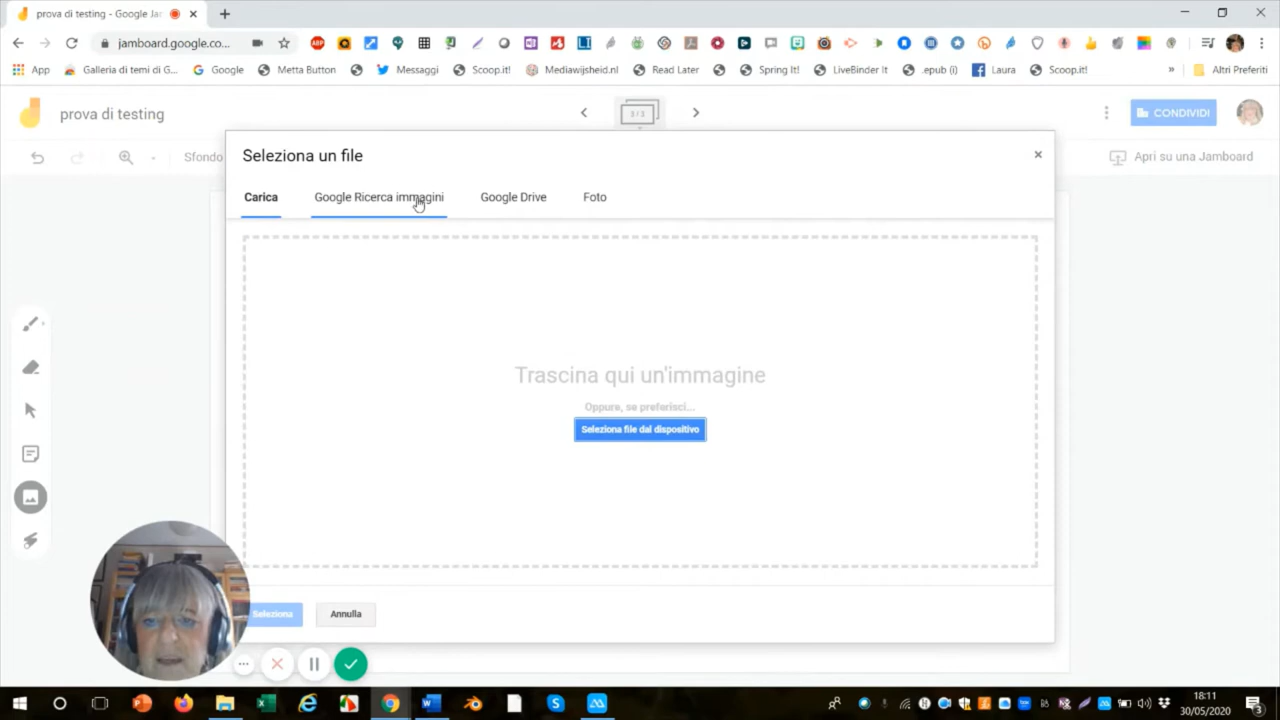 prova di testing - Google Jar
jamboard.google.co...
App Galleria di temi di G... Google Metta Button Messaggi Scoop.it! Mediawijsheid.nl Read Later Spring It! LiveBinder It .epub (i) Laura Scoop.it! » Altri Preferiti
prova di testing
3 / 3
CONDIVIDI
Sfondo
Apri su una Jamboard
Seleziona un file
Carica Google Ricerca immagini Google Drive Foto
Trascina qui un'immagine
Oppure, se preferisci...
Seleziona file dal dispositivo
Seleziona Annulla
18:11
30/05/2020